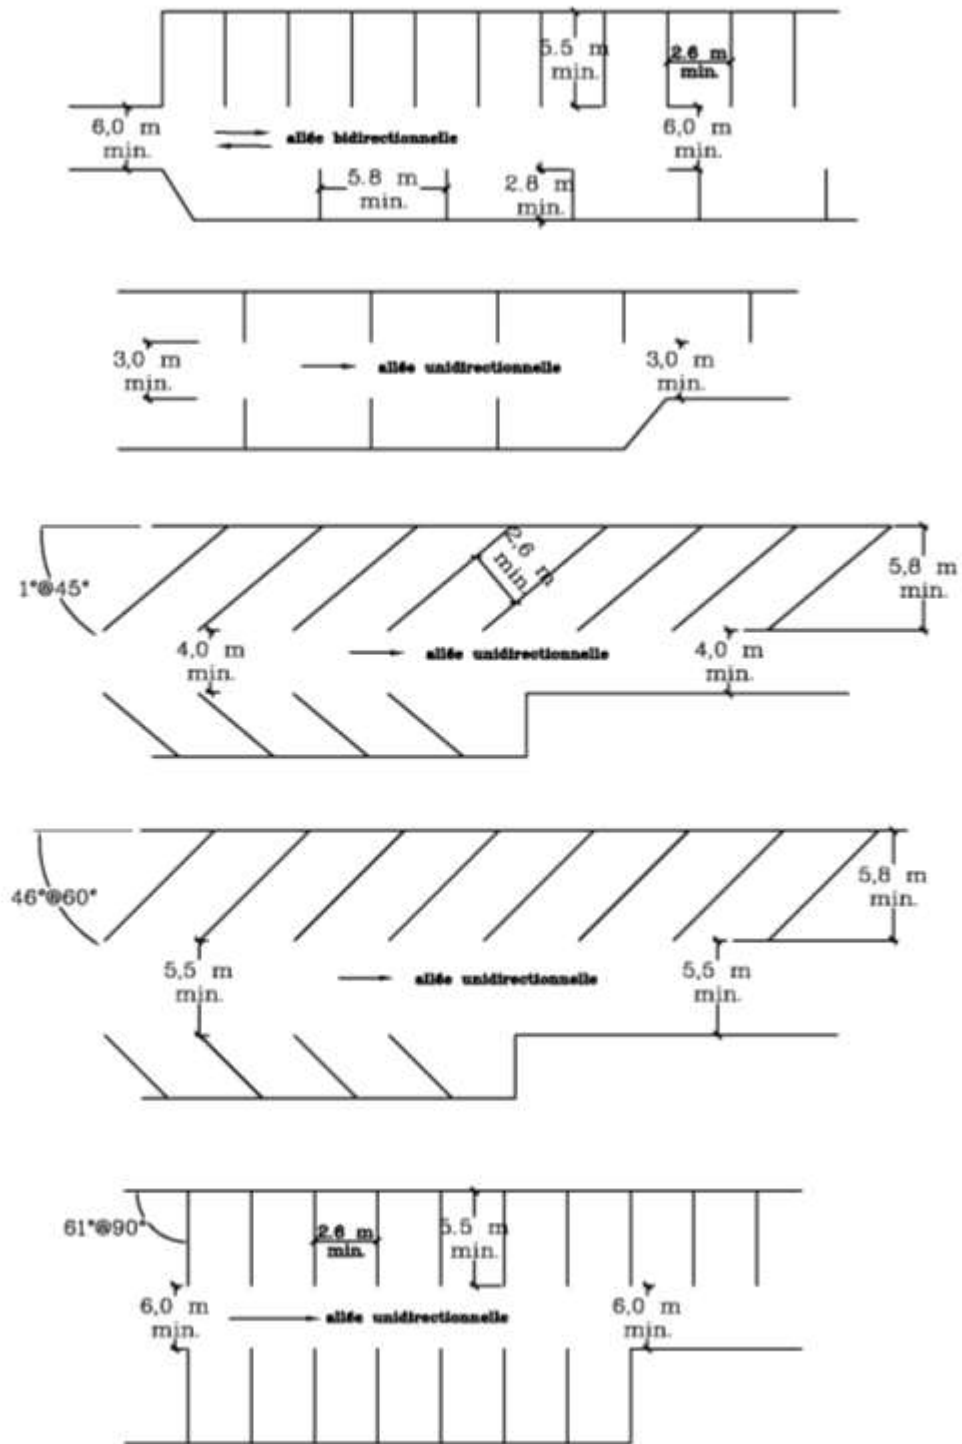 5.5 m
min.
2.6 m
min.
6,0 m
min.
allée bidirectionnelle
6,0 m
min.
5.8 m
min.
2.8 m
min.
3,0 m
min.
allée unidirectionnelle
3,0 m
min.
2,6 m
min.
1°@45°
5,8 m
min.
4,0 m
min.
allée unidirectionnelle
4,0 m
min.
46°@60°
5,8 m
min.
5,5 m
min.
allée unidirectionnelle
5,5 m
min.
61°@90°
2.6 m
min.
5.5 m
min.
6,0 m
min.
allée unidirectionnelle
6,0 m
min.